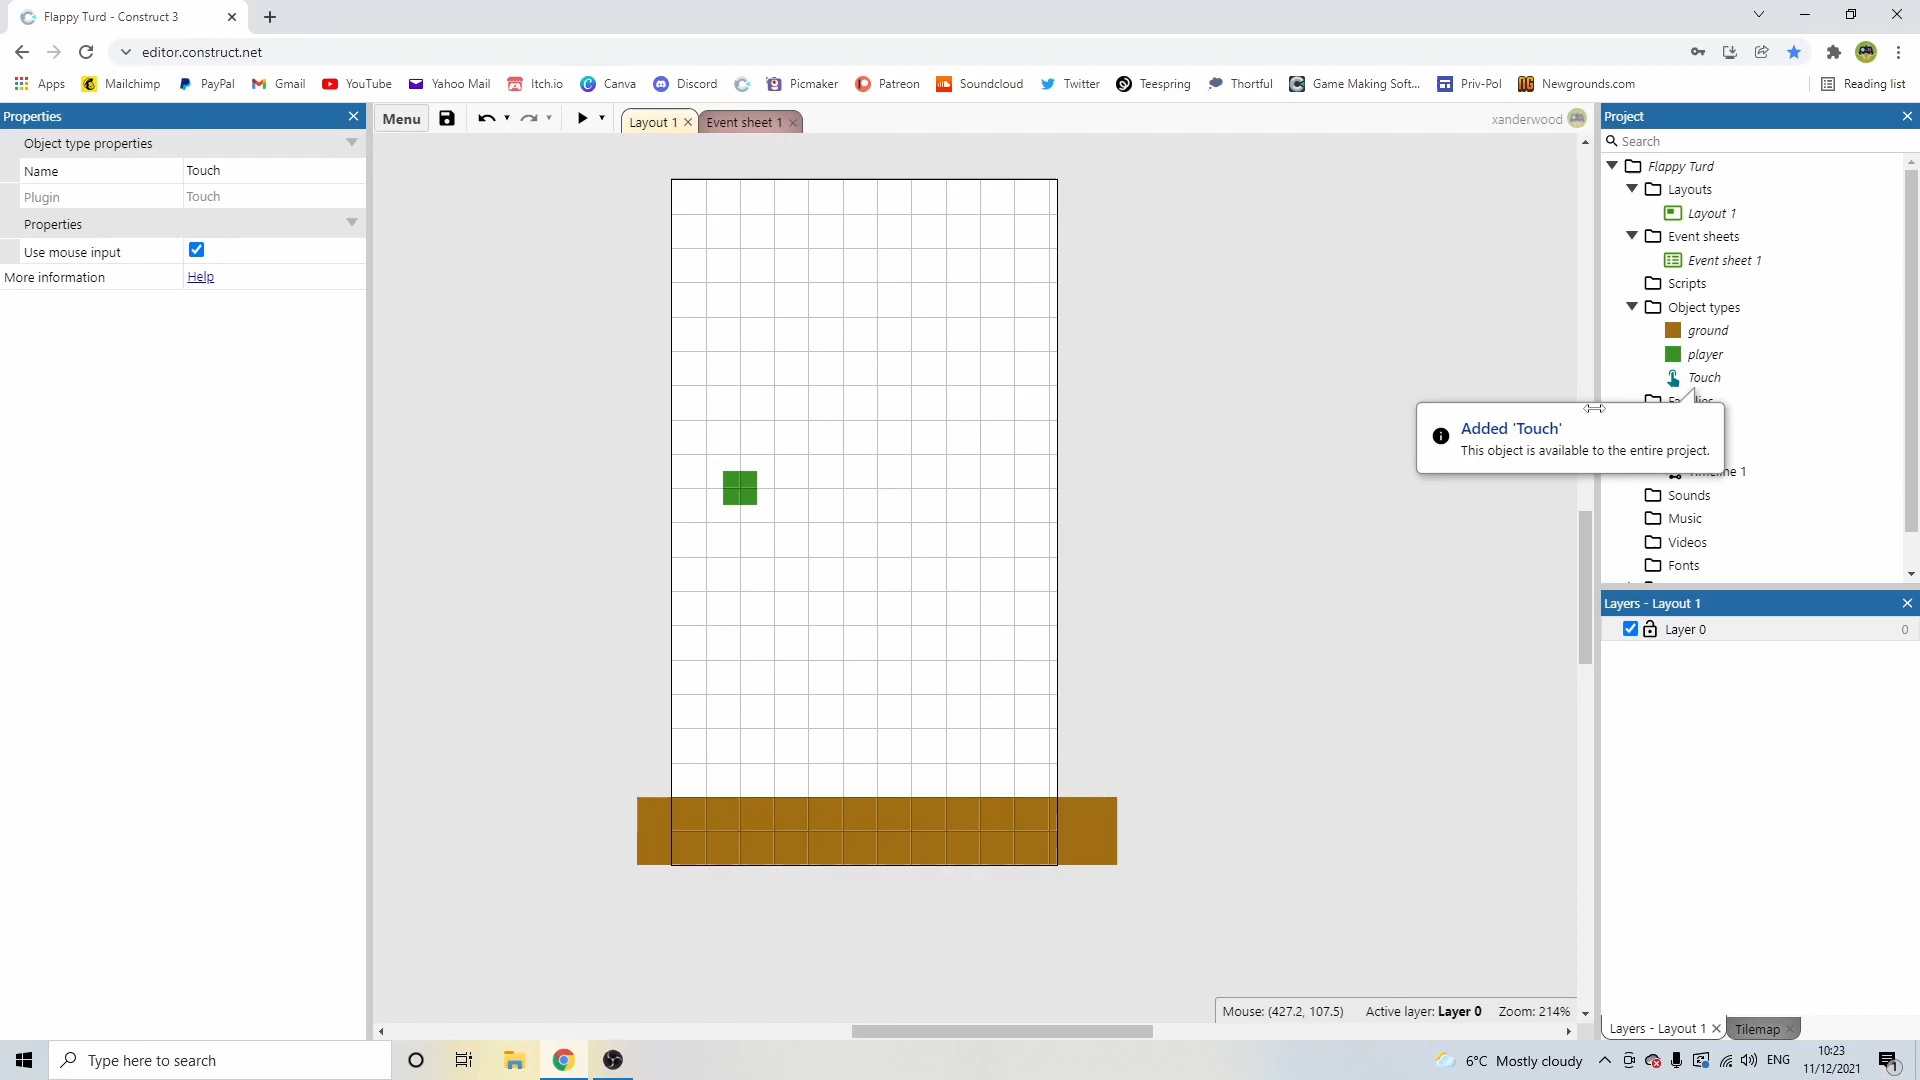 Flappy Turd - Construct 3
editor.construct.net
Apps Mailchimp PayPal Gmail YouTube Yahoo Mail Itch.io Canva Discord Picmaker Patreon Soundcloud Twitter Teespring Thortful Game Making Soft... Priv-Pol Newgrounds.com Reading list
Properties
Object type properties
Name Touch
Plugin Touch
Properties
Use mouse input
More information Help
Menu
Layout 1
Event sheet 1
xanderwood
Project
Search
Flappy Turd
Layouts
Layout 1
Event sheets
Event sheet 1
Scripts
Object types
ground
player
Touch
Added 'Touch'
This object is available to the entire project.
Sounds
Music
Videos
Fonts
Layers - Layout 1
Layer 0 0
Mouse: (427.2, 107.5) Active layer: Layer 0 Zoom: 214%
Layers - Layout 1 Tilemap
Type here to search
6°C Mostly cloudy
ENG
10:23
11/12/2021
1